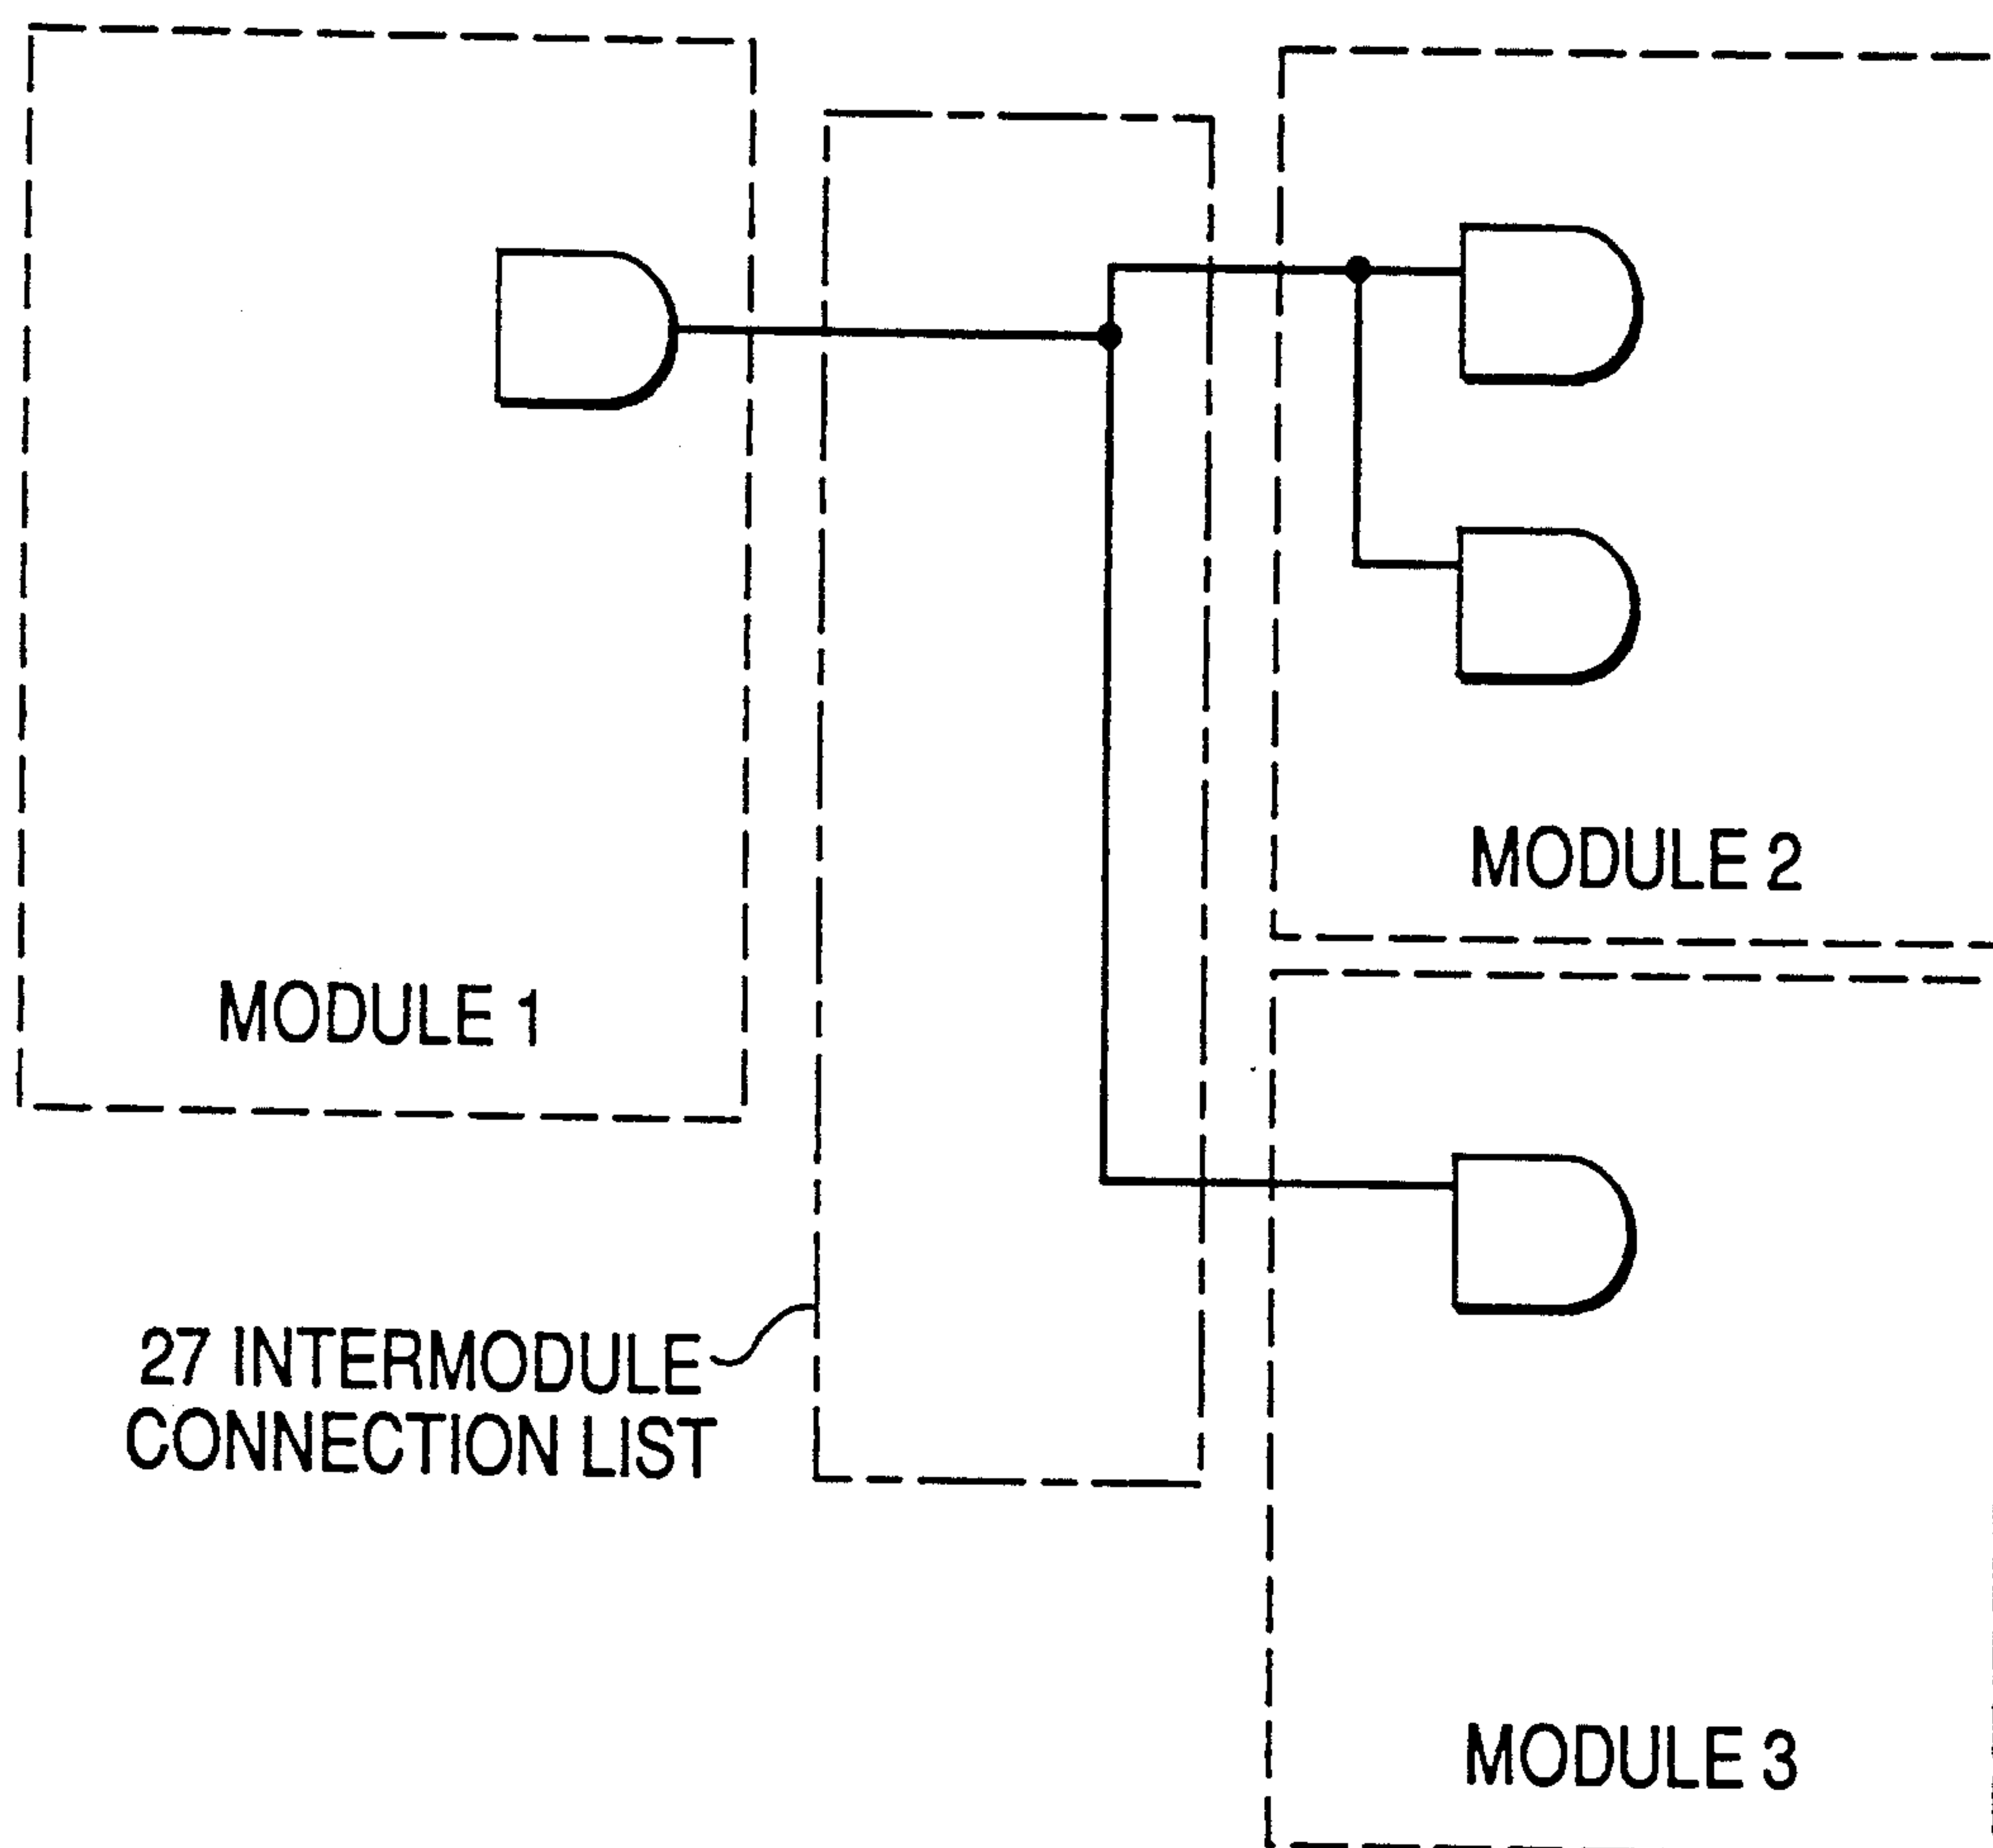 MODULE 2
MODULE 1
27 INTERMODULE
CONNECTION LIST
MODULE 3